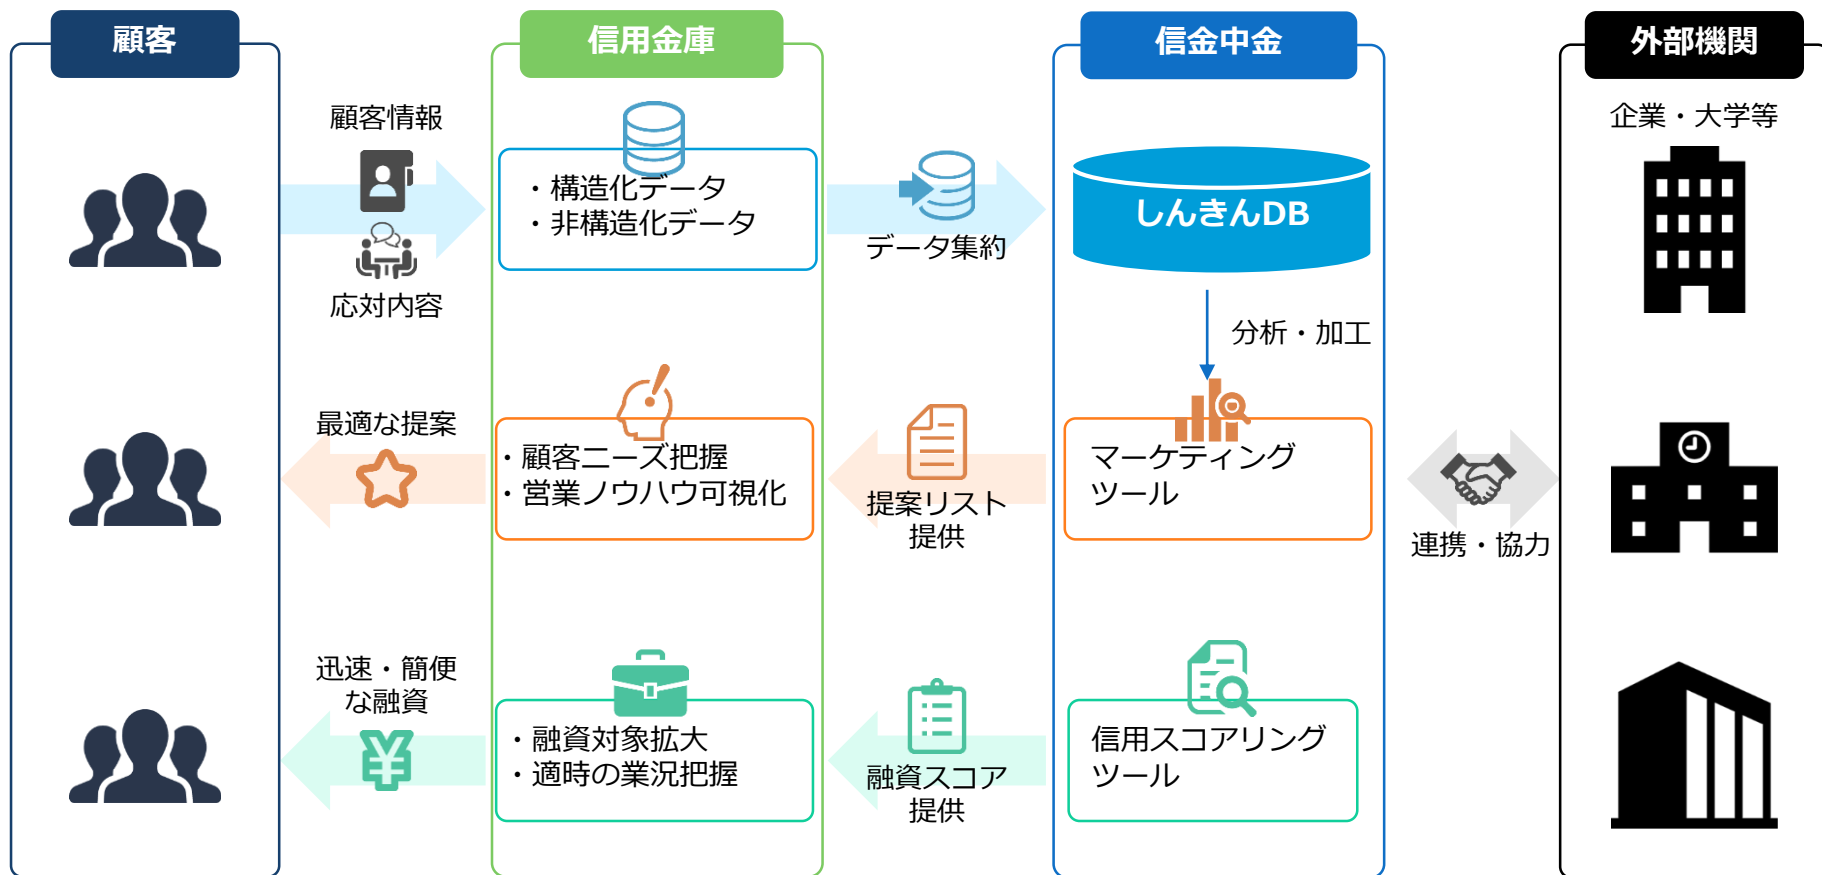 顧客
信用金庫
信金中金
外部機関
顧客情報
応対内容
・構造化データ
・非構造化データ
データ集約
しんきんDB
分析・加工
企業・大学等
最適な提案
・顧客ニーズ把握
・営業ノウハウ可視化
提案リスト
提供
マーケティング
ツール
連携・協力
迅速・簡便
な融資
・融資対象拡大
・適時の業況把握
融資スコア
提供
信用スコアリング
ツール